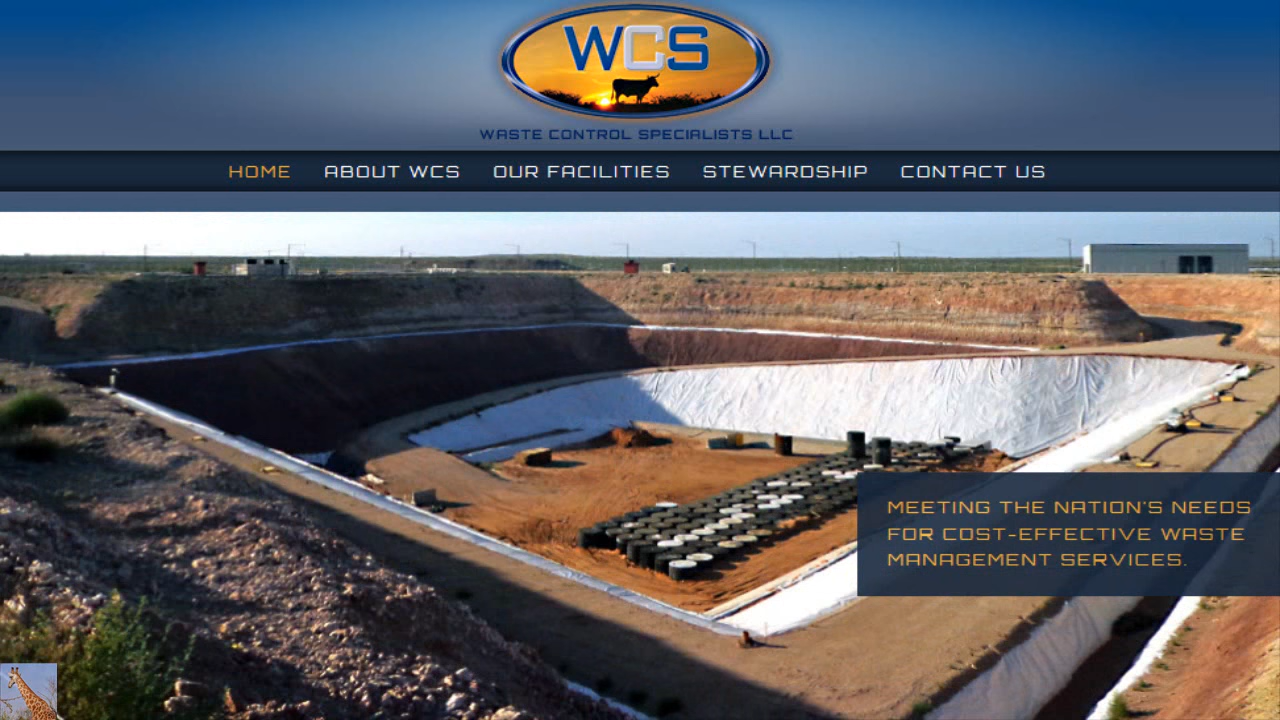 WCS
WASTE CONTROL SPECIALISTS LLC
HOME ABOUT WCS OUR FACILITIES STEWARDSHIP CONTACT US
MEETING THE NATION'S NEEDS
FOR COST-EFFECTIVE WASTE
MANAGEMENT SERVICES.